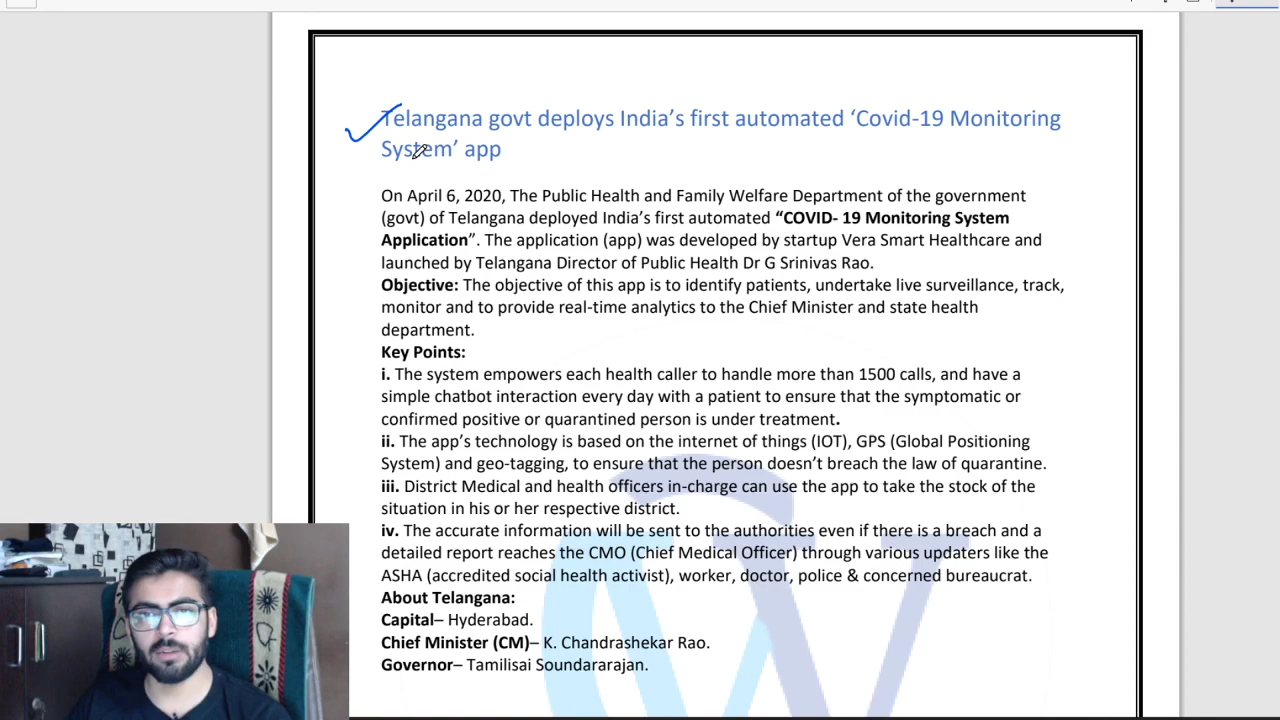 Telangana govt deploys India’s first automated ‘Covid-19 Monitoring
System’ app
On April 6, 2020, The Public Health and Family Welfare Department of the government
(govt) of Telangana deployed India’s first automated “COVID- 19 Monitoring System
Application”. The application (app) was developed by startup Vera Smart Healthcare and
launched by Telangana Director of Public Health Dr G Srinivas Rao.
Objective: The objective of this app is to identify patients, undertake live surveillance, track,
monitor and to provide real-time analytics to the Chief Minister and state health
department.
Key Points:
i. The system empowers each health caller to handle more than 1500 calls, and have a
simple chatbot interaction every day with a patient to ensure that the symptomatic or
confirmed positive or quarantined person is under treatment.
ii. The app’s technology is based on the internet of things (IOT), GPS (Global Positioning
System) and geo-tagging, to ensure that the person doesn’t breach the law of quarantine.
iii. District Medical and health officers in-charge can use the app to take the stock of the
situation in his or her respective district.
iv. The accurate information will be sent to the authorities even if there is a breach and a
detailed report reaches the CMO (Chief Medical Officer) through various updaters like the
ASHA (accredited social health activist), worker, doctor, police & concerned bureaucrat.
About Telangana:
Capital– Hyderabad.
Chief Minister (CM)– K. Chandrashekar Rao.
Governor– Tamilisai Soundararajan.